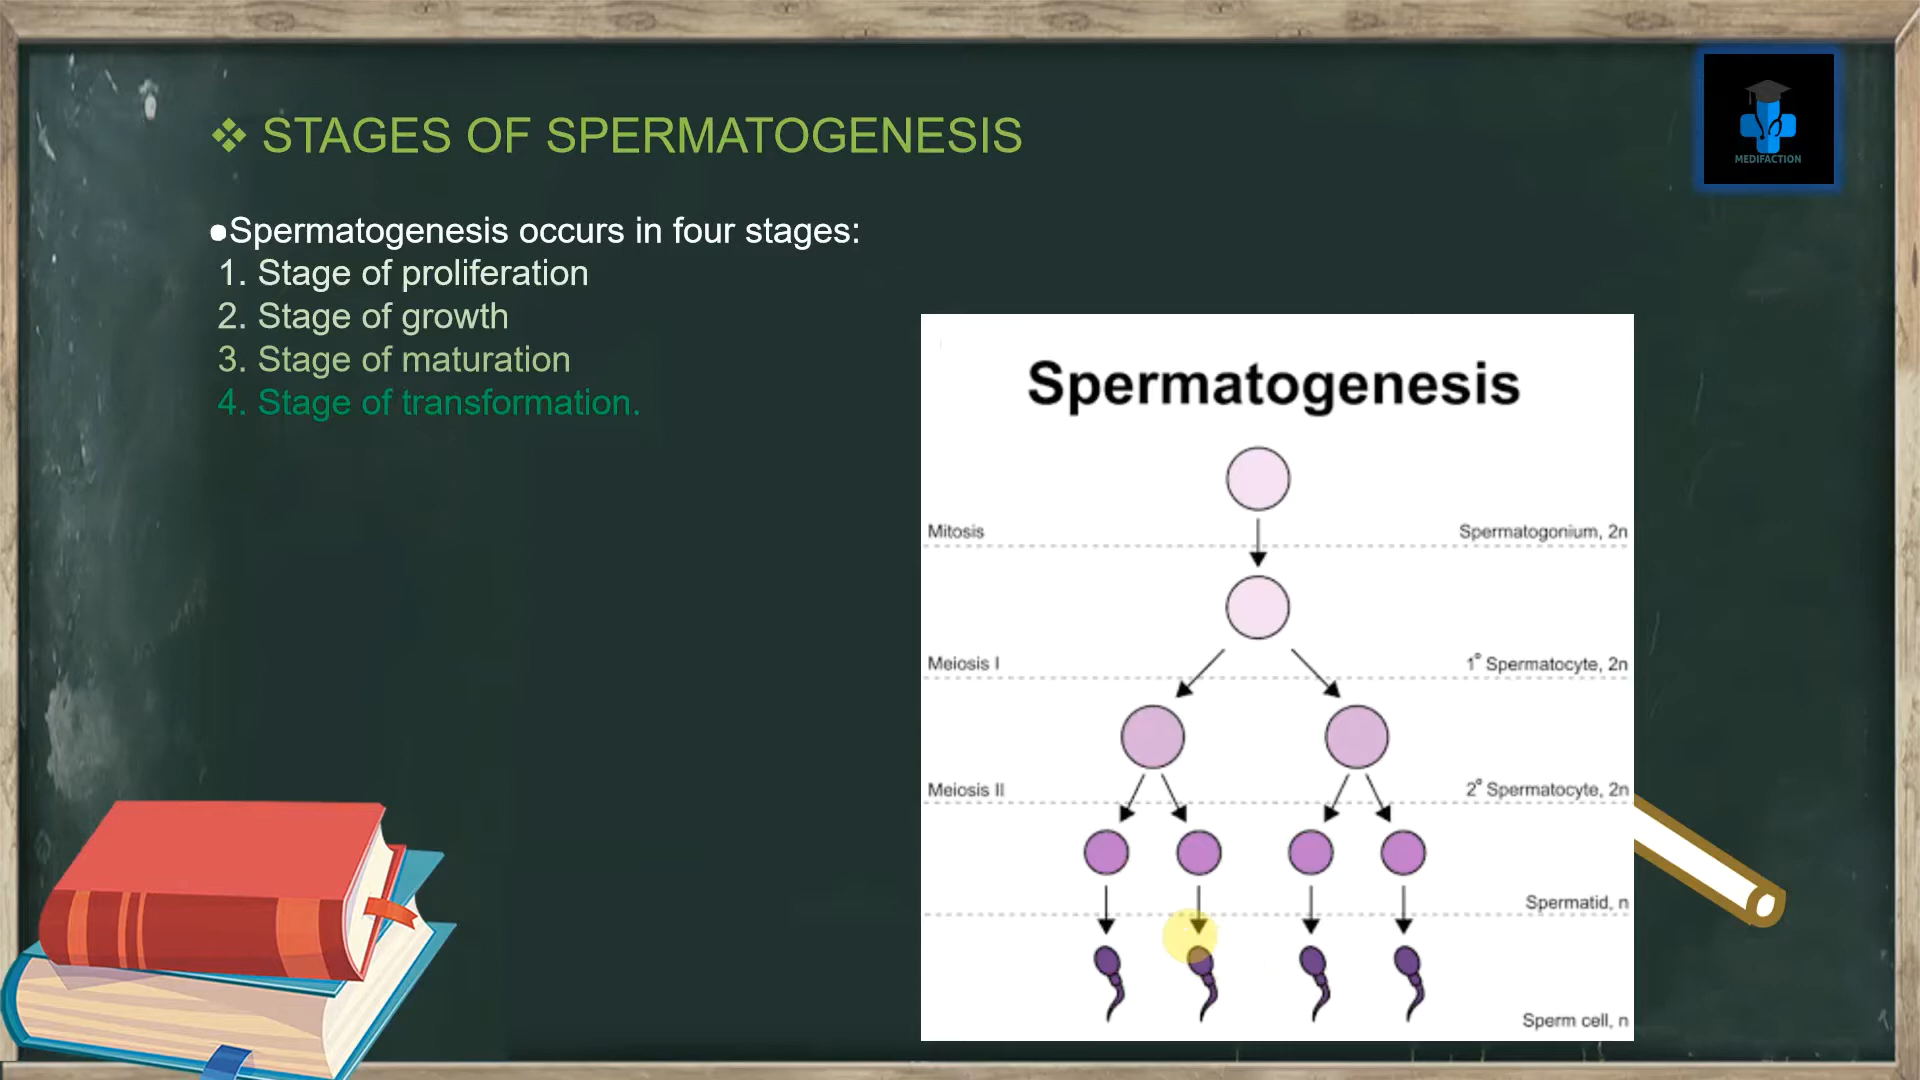 ❖ STAGES OF SPERMATOGENESIS
MEDIFACTION
●Spermatogenesis occurs in four stages:
1. Stage of proliferation
2. Stage of growth
3. Stage of maturation
4. Stage of transformation.
Spermatogenesis
Mitosis
Spermatogonium, 2n
Meiosis I
1° Spermatocyte, 2n
Meiosis II
2° Spermatocyte, 2n
Spermatid, n
Sperm cell, n